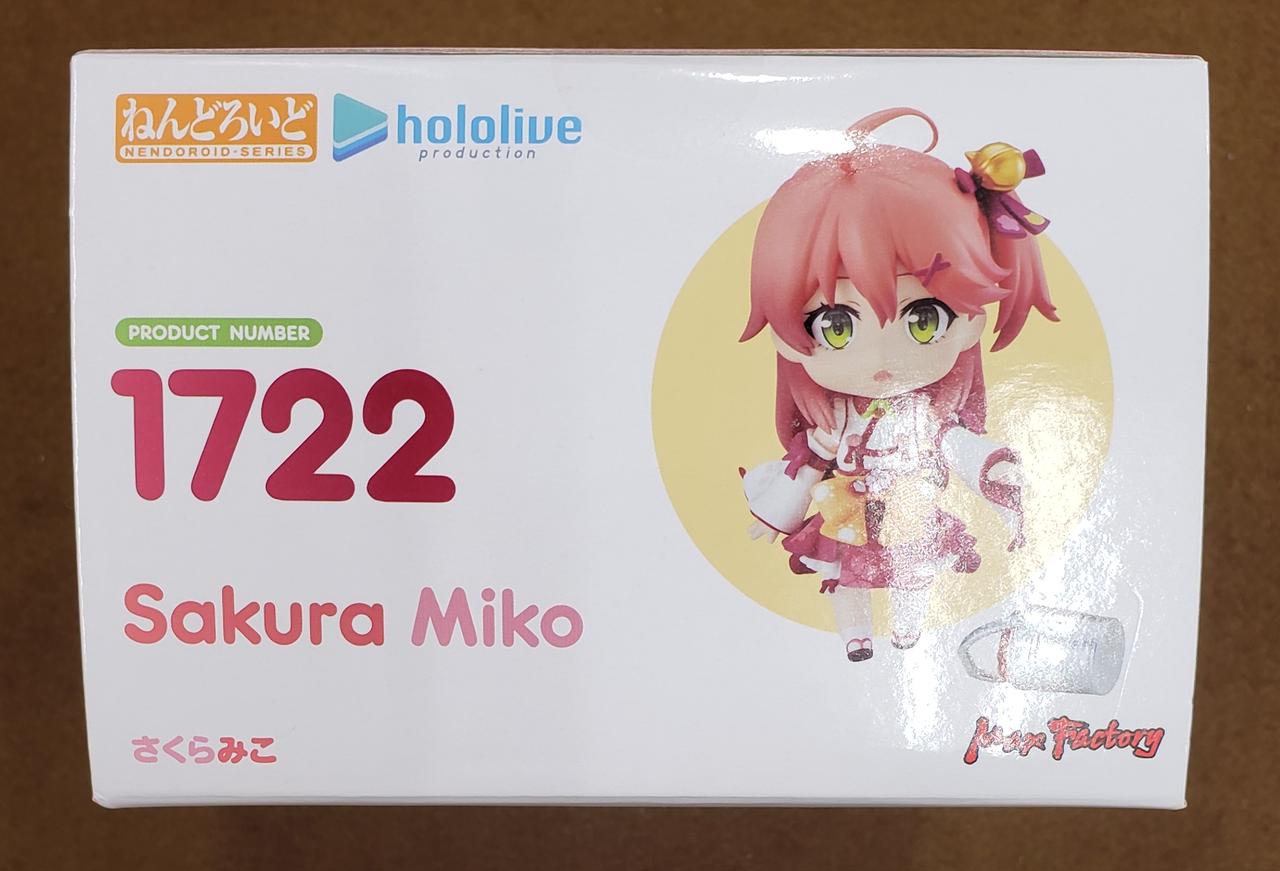 ねんどろいど
NENDOROID-SERIES
hololive
production
PRODUCT NUMBER
1722
Sakura Miko
さくらみこ
Max Factory